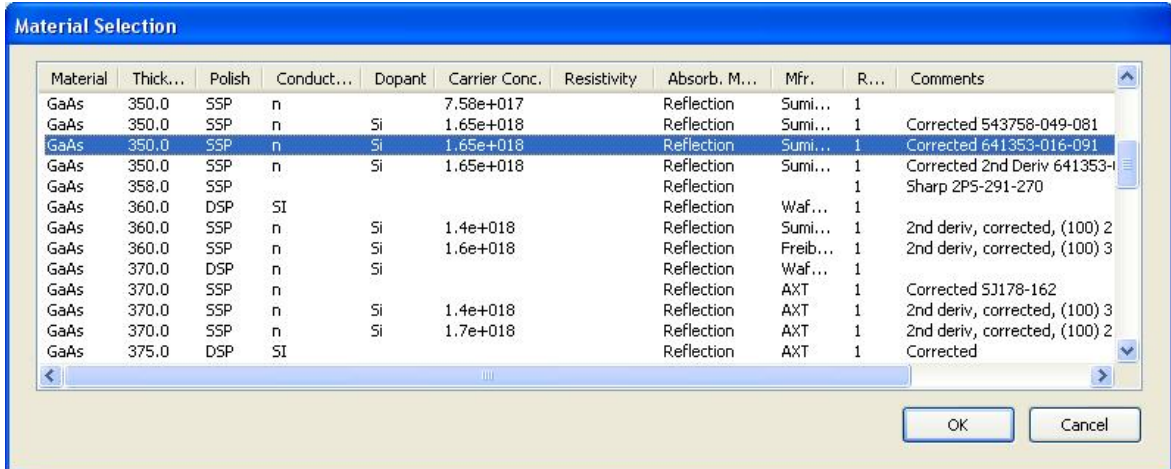 Material Selection
Material Thick... Polish Conduct... Dopant Carrier Conc. Resistivity Absorb. M... Mfr. R... Comments
GaAs 350.0 SSP n 7.58e+017 Reflection Sumi... 1
GaAs 350.0 SSP n Si 1.65e+018 Reflection Sumi... 1 Corrected 543758-049-081
GaAs 350.0 SSP n Si 1.65e+018 Reflection Sumi... 1 Corrected 641353-016-091
GaAs 350.0 SSP n Si 1.65e+018 Reflection Sumi... 1 Corrected 2nd Deriv 641353-
GaAs 358.0 SSP Reflection 1 Sharp 2PS-291-270
GaAs 360.0 DSP SI Reflection Waf... 1
GaAs 360.0 SSP n Si 1.4e+018 Reflection Sumi... 1 2nd deriv, corrected, (100) 2
GaAs 360.0 SSP n Si 1.6e+018 Reflection Freib... 1 2nd deriv, corrected, (100) 3
GaAs 370.0 DSP n Si Reflection Waf... 1
GaAs 370.0 SSP n Reflection AXT 1 Corrected SJ178-162
GaAs 370.0 SSP n Si 1.4e+018 Reflection AXT 1 2nd deriv, corrected, (100) 3
GaAs 370.0 SSP n Si 1.7e+018 Reflection AXT 1 2nd deriv, corrected, (100) 2
GaAs 375.0 DSP SI Reflection AXT 1 Corrected
OK Cancel